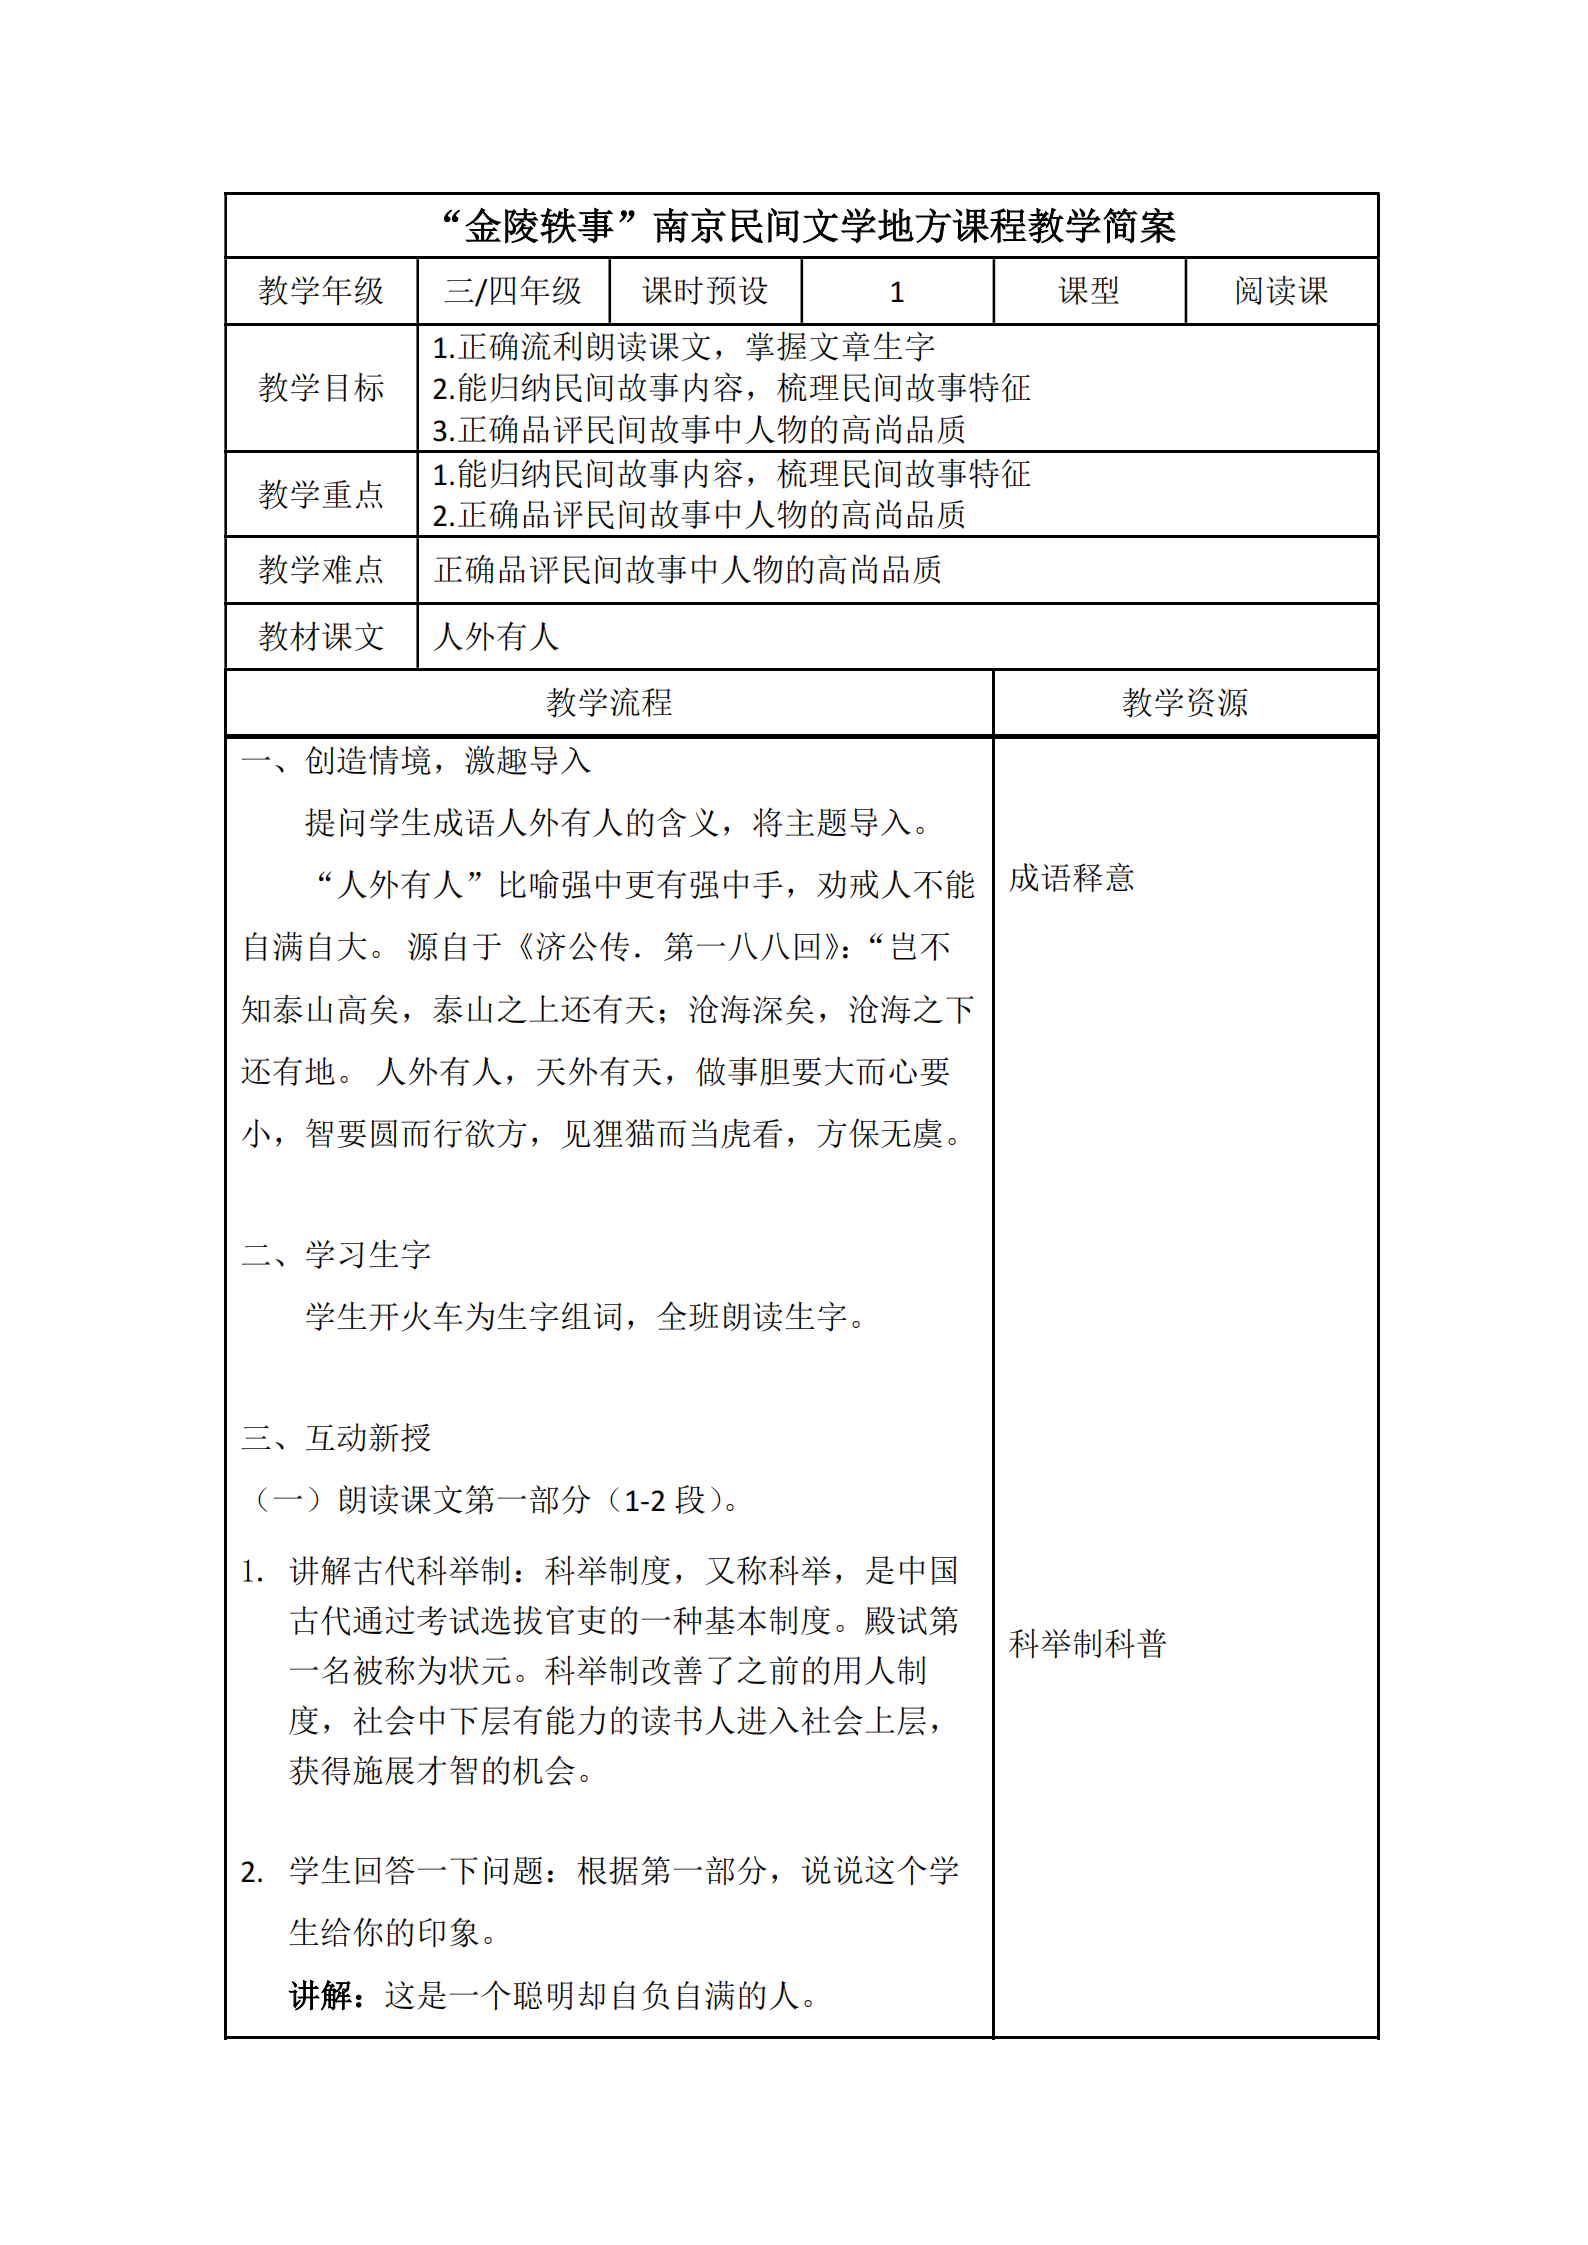 “金陵轶事”南京民间文学地方课程教学简案
教学年级 三/四年级 课时预设 1 课型 阅读课
教学目标
1.正确流利朗读课文，掌握文章生字
2.能归纳民间故事内容，梳理民间故事特征
3.正确品评民间故事中人物的高尚品质
教学重点
1.能归纳民间故事内容，梳理民间故事特征
2.正确品评民间故事中人物的高尚品质
教学难点 正确品评民间故事中人物的高尚品质
教材课文 人外有人
教学流程 教学资源
一、创造情境，激趣导入
提问学生成语人外有人的含义，将主题导入。
“人外有人”比喻强中更有强中手，劝戒人不能
自满自大。 源自于《济公传．第一八八回》：“岂不
知泰山高矣，泰山之上还有天；沧海深矣，沧海之下
还有地。 人外有人，天外有天，做事胆要大而心要
小，智要圆而行欲方，见狸猫而当虎看，方保无虞。
二、学习生字
学生开火车为生字组词，全班朗读生字。
三、互动新授
（一）朗读课文第一部分（1-2 段）。
1. 讲解古代科举制：科举制度，又称科举，是中国
古代通过考试选拔官吏的一种基本制度。殿试第
一名被称为状元。科举制改善了之前的用人制
度，社会中下层有能力的读书人进入社会上层，
获得施展才智的机会。
2. 学生回答一下问题：根据第一部分，说说这个学
生给你的印象。
讲解：这是一个聪明却自负自满的人。
成语释意
科举制科普